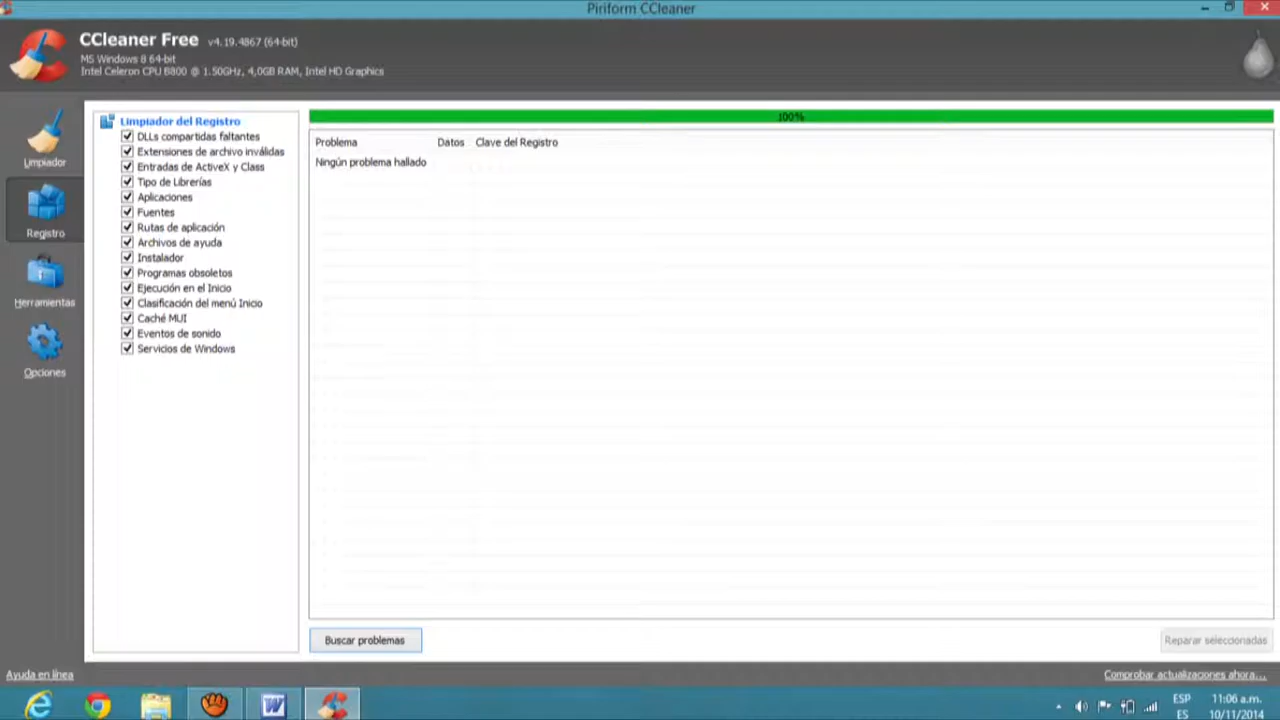 Piriform CCleaner
CCleaner Free v4.19.4867 (64-bit)
MS Windows 8 64-bit
Intel Celeron CPU B800 @ 1.50GHz, 4,0GB RAM, Intel HD Graphics
Limpiador
Registro
Herramientas
Opciones
Limpiador del Registro
DLLs compartidas faltantes
Extensiones de archivo inválidas
Entradas de ActiveX y Class
Tipo de Librerías
Aplicaciones
Fuentes
Rutas de aplicación
Archivos de ayuda
Instalador
Programas obsoletos
Ejecución en el Inicio
Clasificación del menú Inicio
Caché MUI
Eventos de sonido
Servicios de Windows
100%
Problema Datos Clave del Registro
Ningún problema hallado
Buscar problemas
Reparar seleccionadas
Ayuda en línea
Comprobar actualizaciones ahora...
ESP 11:06 a.m.
ES 10/11/2014